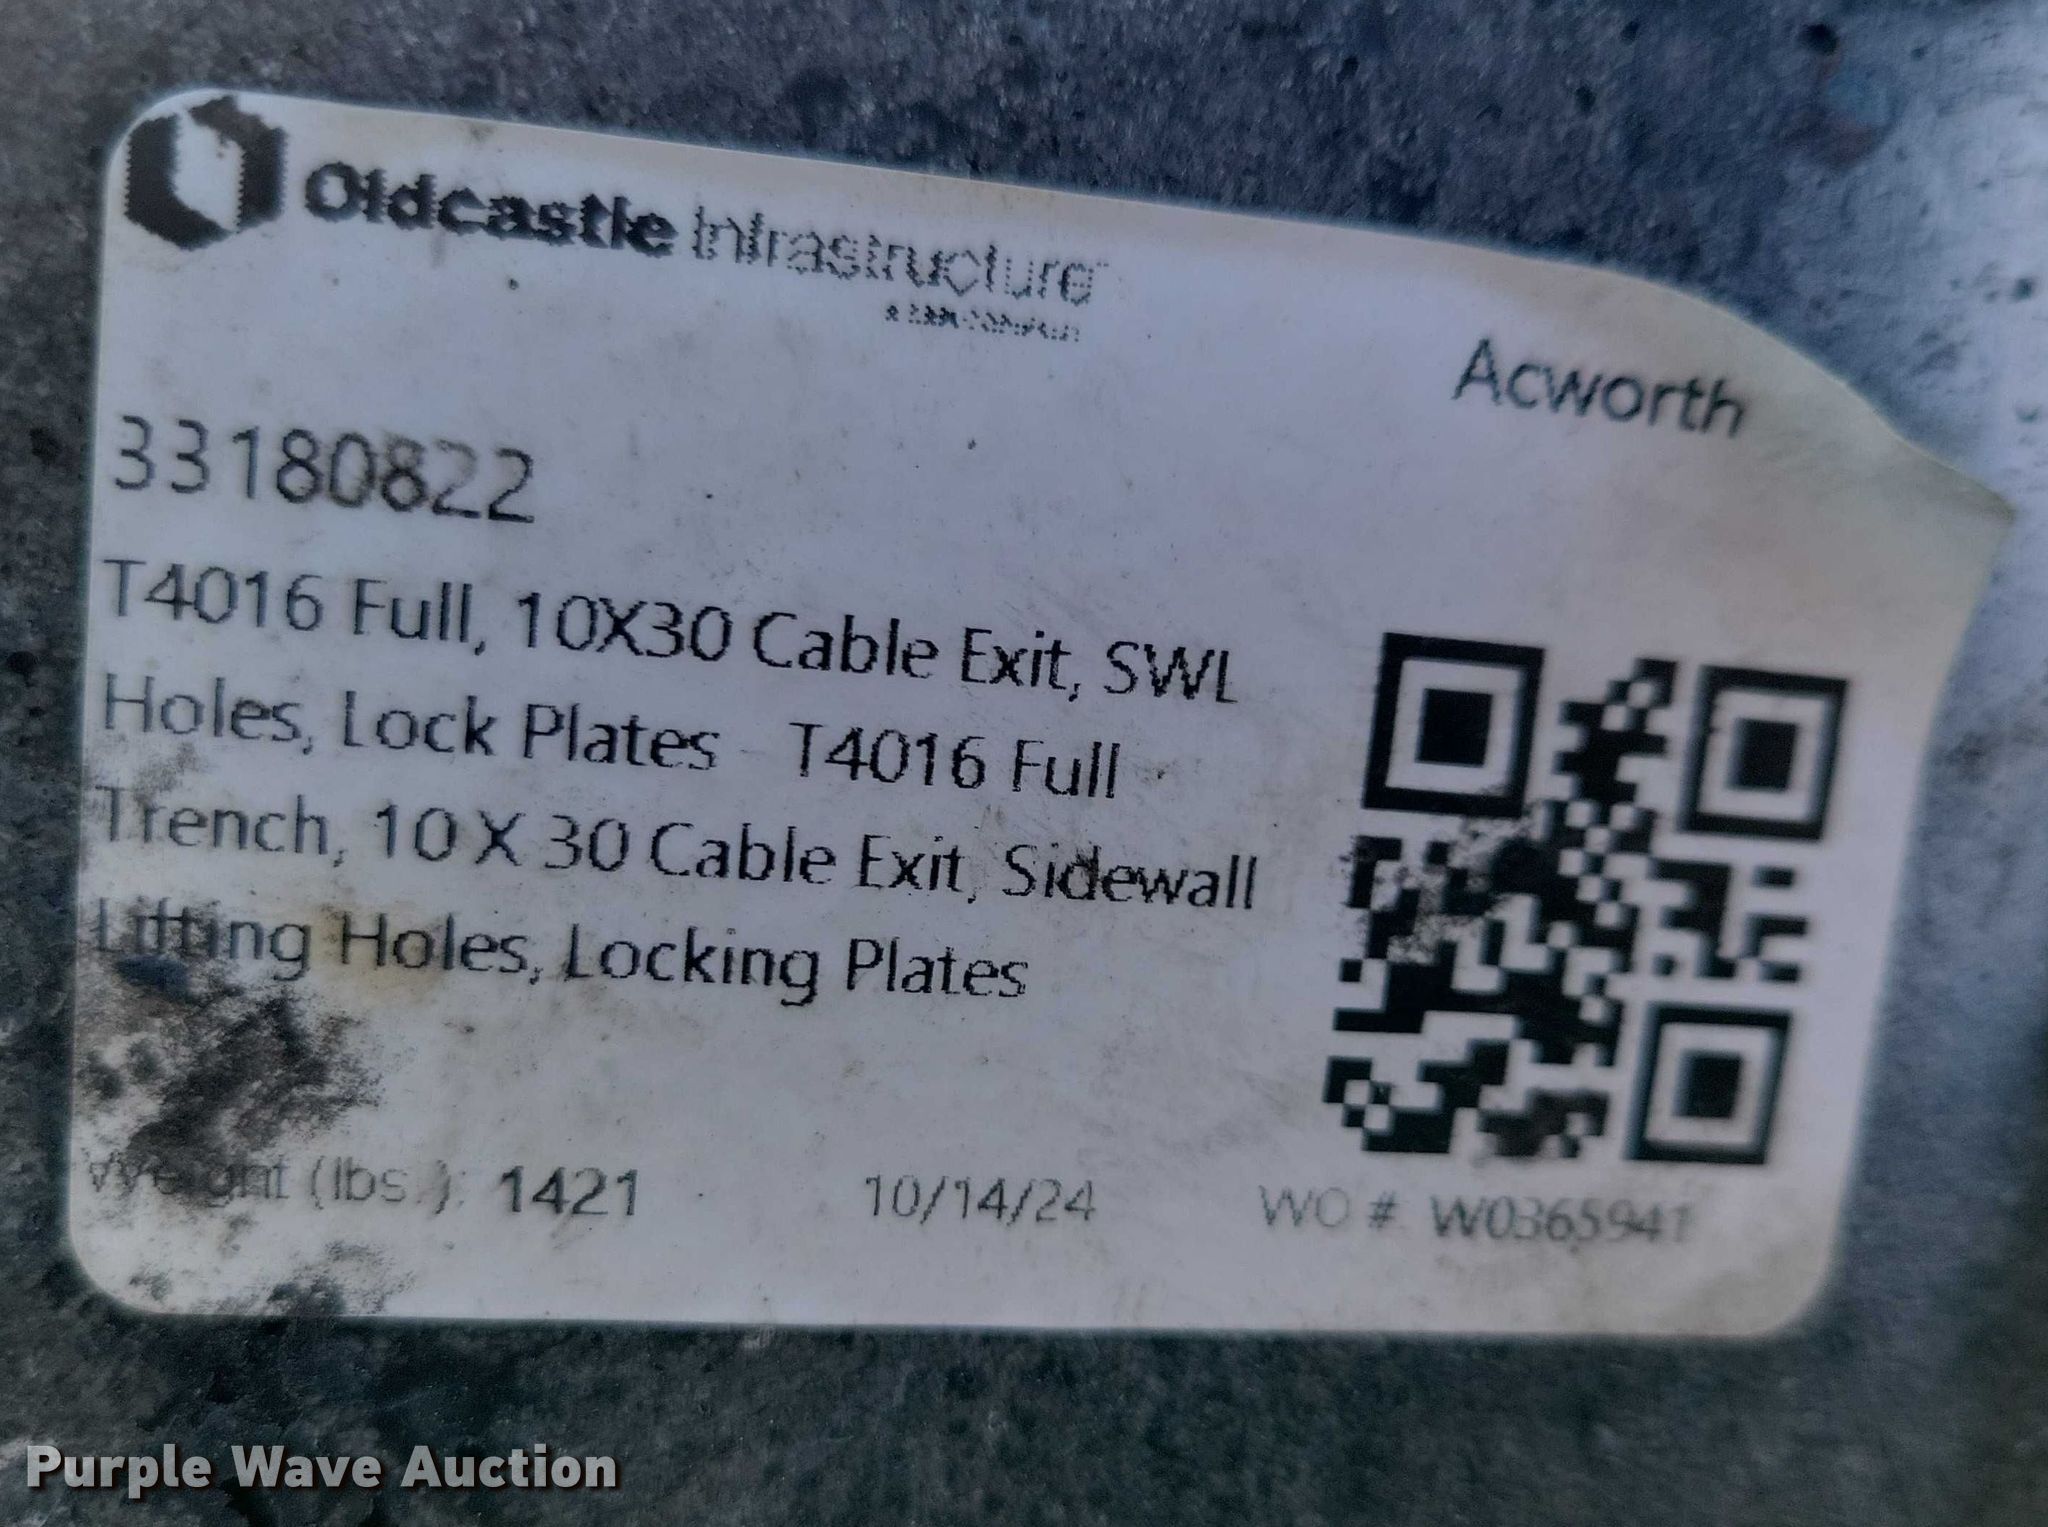 Oldcastle Infrastructure
Acworth
33180822
T4016 Full, 10X30 Cable Exit, SWL
Holes, Lock Plates - T4016 Full
Trench, 10 X 30 Cable Exit, Sidewall
Lifting Holes, Locking Plates
Weight (lbs.): 1421 10/14/24 WO # W0365941
Purple Wave Auction